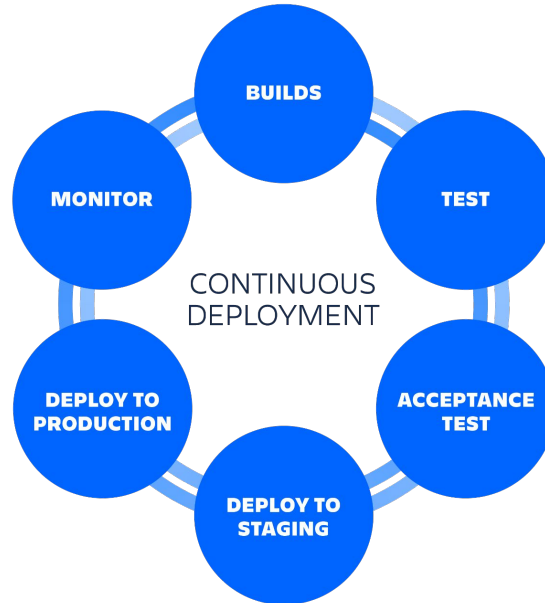 BUILDS
MONITOR
TEST
CONTINUOUS
DEPLOYMENT
DEPLOY TO
PRODUCTION
ACCEPTANCE
TEST
DEPLOY TO
STAGING